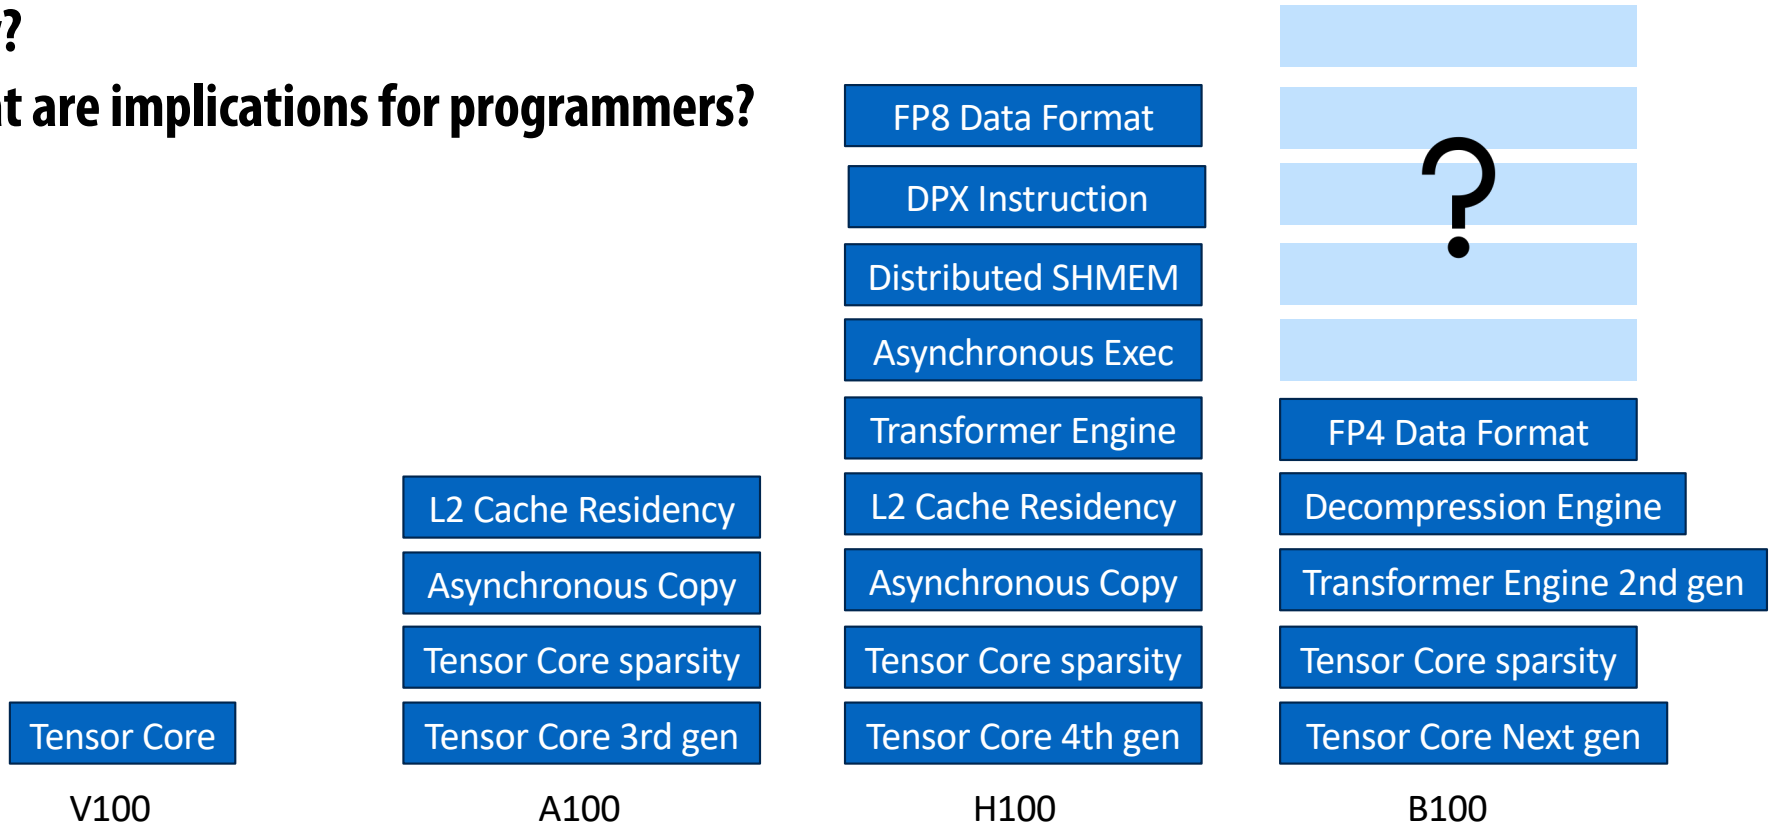 ?
are implications for programmers?
FP8 Data Format
DPX Instruction
Distributed SHMEM
Asynchronous Exec
Transformer Engine
L2 Cache Residency
Asynchronous Copy
Tensor Core sparsity
Tensor Core 4th gen
H100
?
FP4 Data Format
Decompression Engine
Transformer Engine 2nd gen
Tensor Core sparsity
Tensor Core Next gen
B100
L2 Cache Residency
Asynchronous Copy
Tensor Core sparsity
Tensor Core 3rd gen
A100
Tensor Core
V100